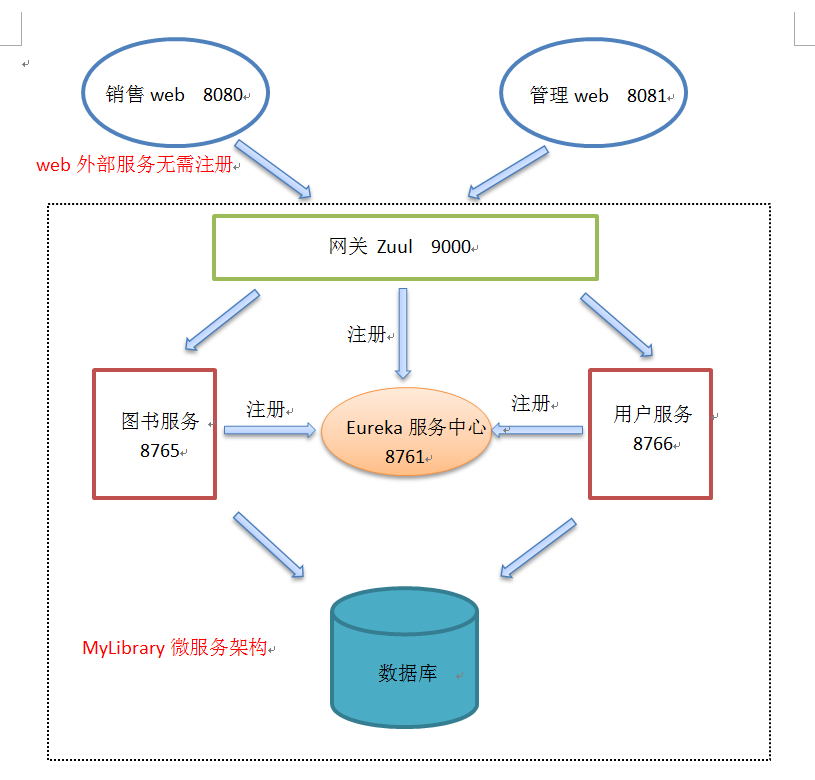 销售 web 8080
管理 web 8081
web 外部服务无需注册
网关 Zuul 9000
注册
图书服务
8765
注册
Eureka 服务中心
8761
注册
用户服务
8766
MyLibrary 微服务架构
数据库